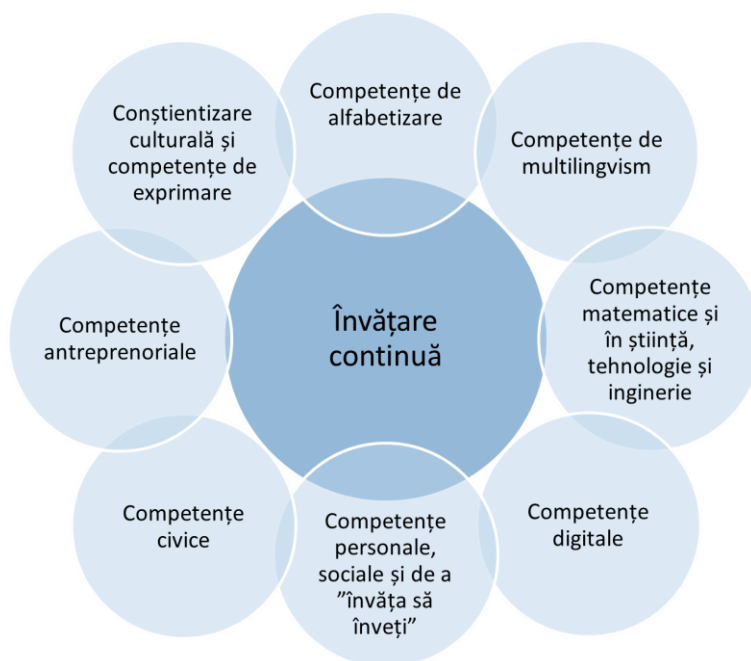 Competențe de
alfabetizare
Competențe de
multilingvism
Competențe
matematice și
în știință,
tehnologie și
inginerie
Competențe
digitale
Competențe
personale,
sociale și de a
”învăța să
înveți”
Competențe
civice
Competențe
antreprenoriale
Conștientizare
culturală și
competențe de
exprimare
Învățare
continuă